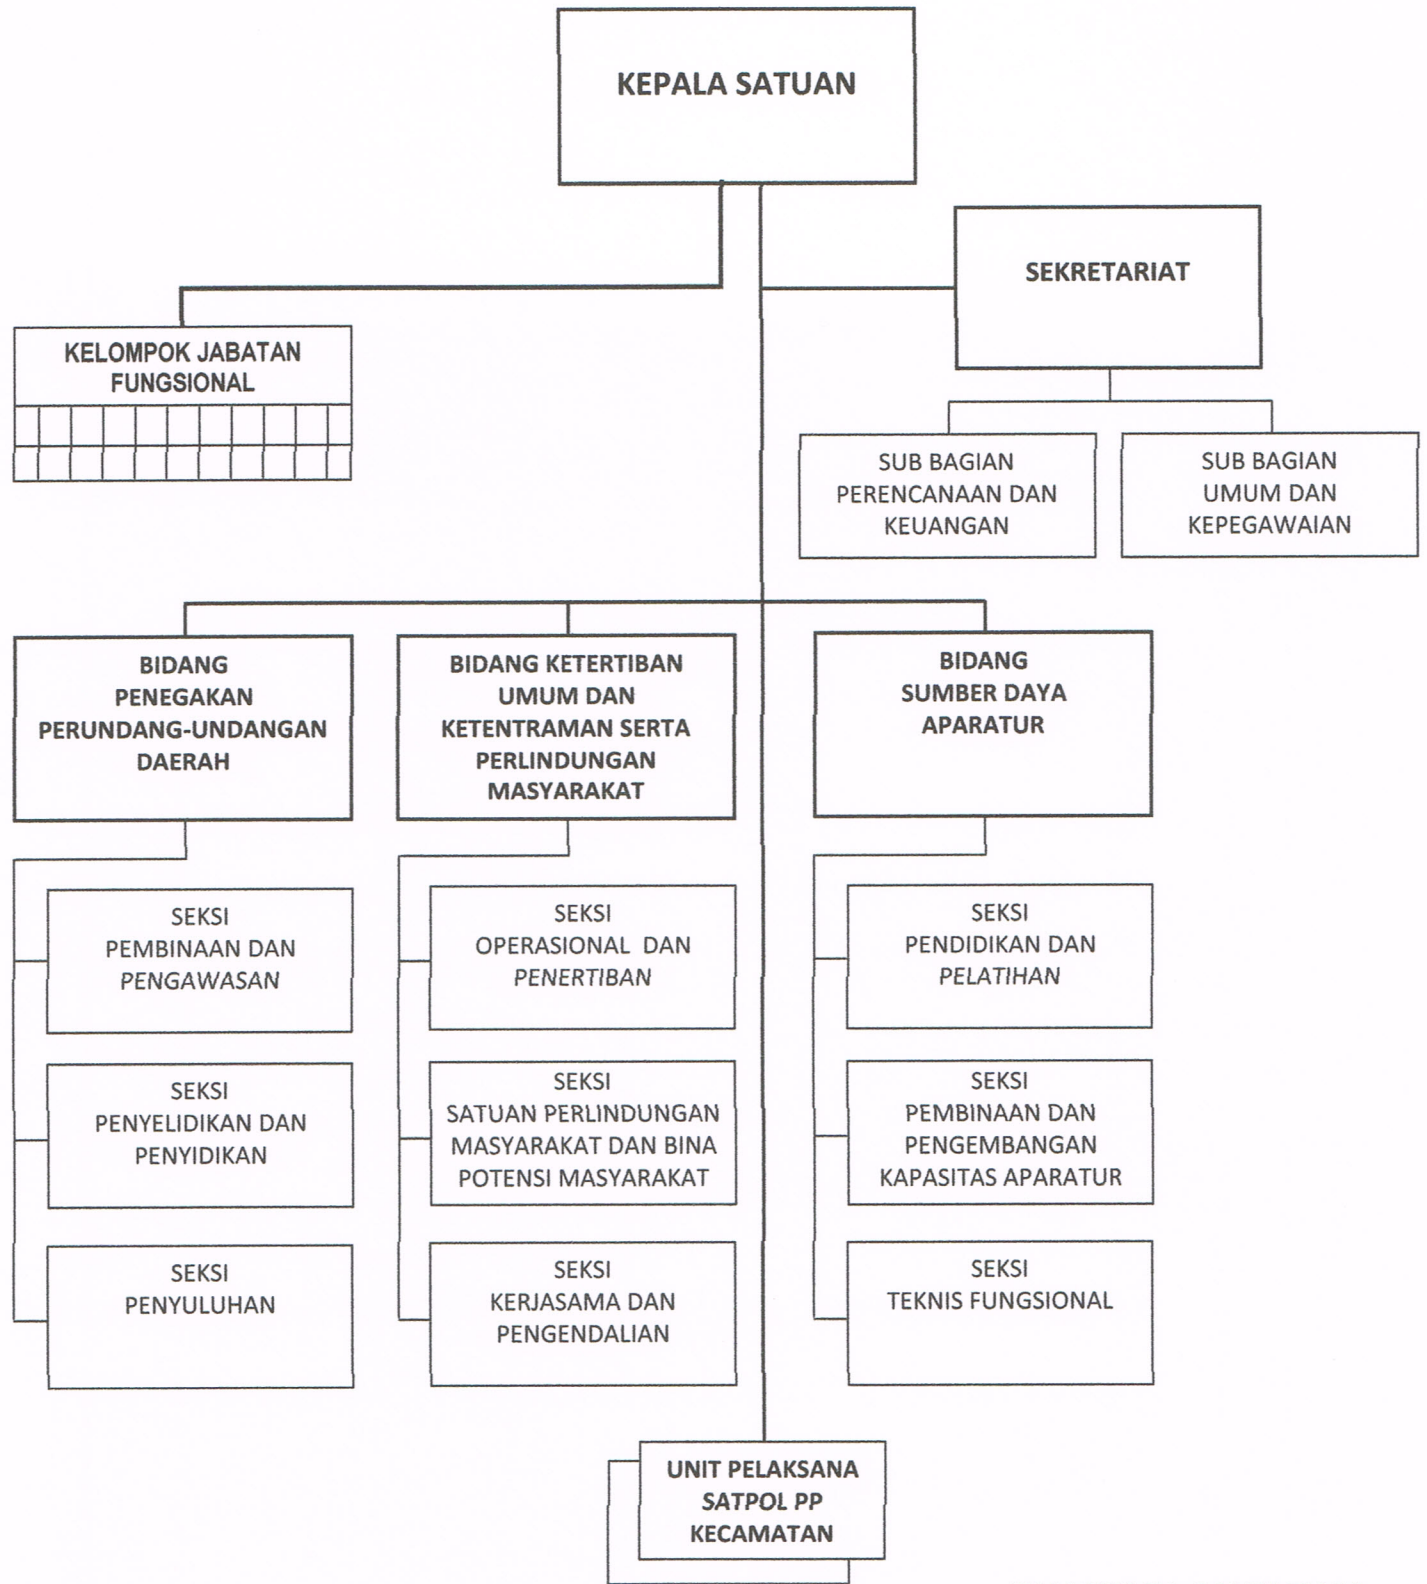 KEPALA SATUAN
SEKRETARIAT
KELOMPOK JABATAN
FUNGSIONAL
SUB BAGIAN
PERENCANAAN DAN
KEUANGAN
SUB BAGIAN
UMUM DAN
KEPEGAWAIAN
BIDANG
PENEGAKAN
PERUNDANG-UNDANGAN
DAERAH
BIDANG KETERTIBAN
UMUM DAN
KETENTRAMAN SERTA
PERLINDUNGAN
MASYARAKAT
BIDANG
SUMBER DAYA
APARATUR
SEKSI
PEMBINAAN DAN
PENGAWASAN
SEKSI
OPERASIONAL DAN
PENERTIBAN
SEKSI
PENDIDIKAN DAN
PELATIHAN
SEKSI
PENYELIDIKAN DAN
PENYIDIKAN
SEKSI
SATUAN PERLINDUNGAN
MASYARAKAT DAN BINA
POTENSI MASYARAKAT
SEKSI
PEMBINAAN DAN
PENGEMBANGAN
KAPASITAS APARATUR
SEKSI
PENYULUHAN
SEKSI
KERJASAMA DAN
PENGENDALIAN
SEKSI
TEKNIS FUNGSIONAL
UNIT PELAKSANA
SATPOL PP
KECAMATAN